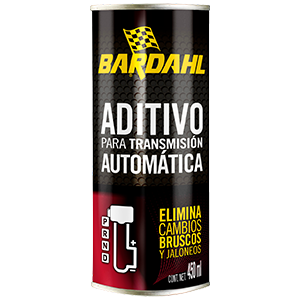 BARDAHL
ADITIVO
PARA TRANSMISIÓN
AUTOMÁTICA
ELIMINA
CAMBIOS
BRUSCOS
Y JALONEOS
CONT. NET. 450 ml
P R N D
+
-